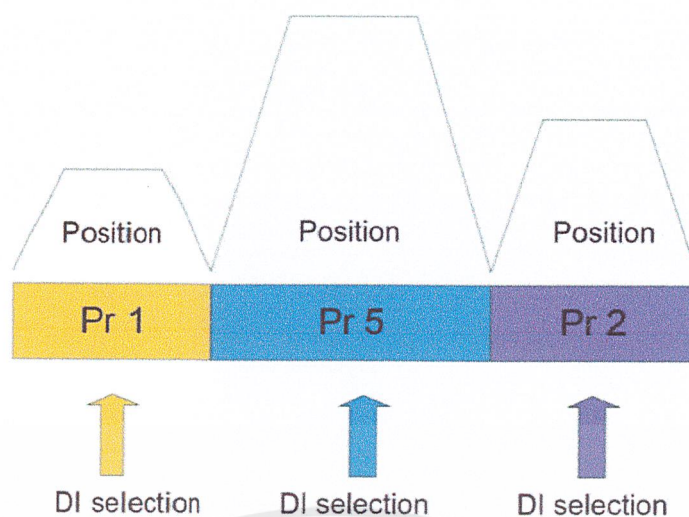 Position Position Position
Pr 1 Pr 5 Pr 2
DI selection DI selection DI selection